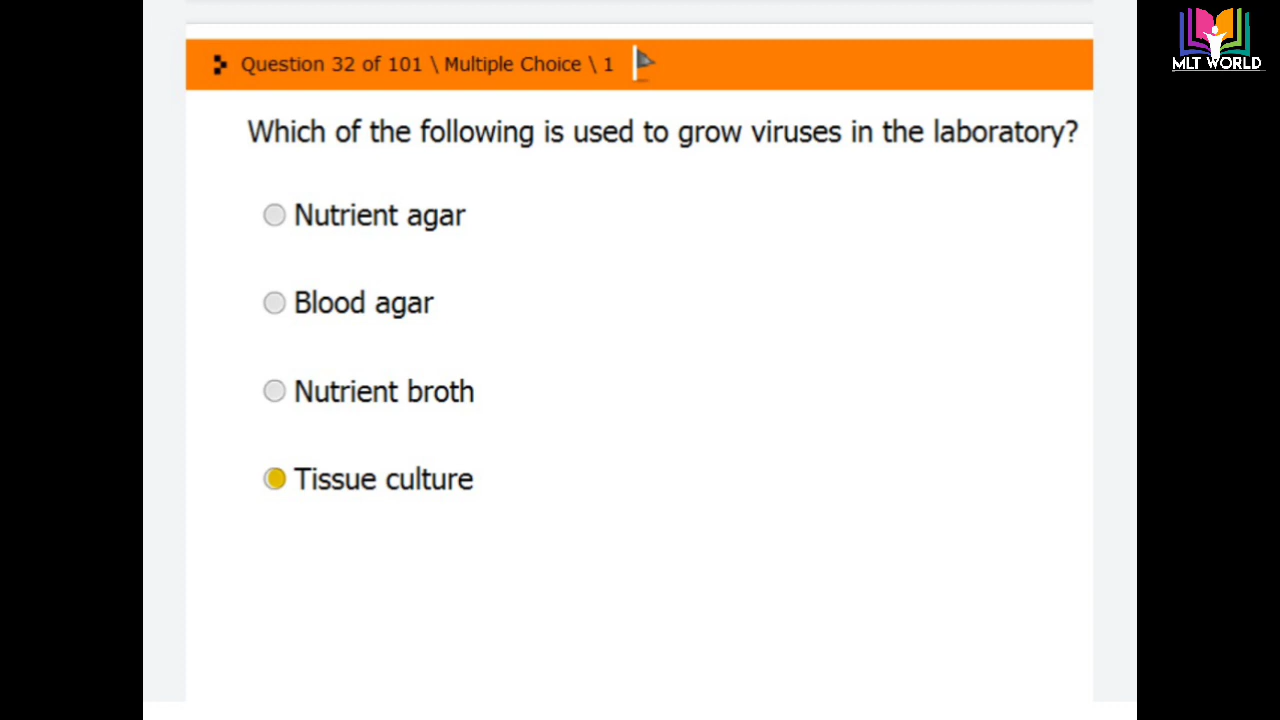 Question 32 of 101 \ Multiple Choice \ 1
MLT WORLD
Which of the following is used to grow viruses in the laboratory?
Nutrient agar
Blood agar
Nutrient broth
Tissue culture